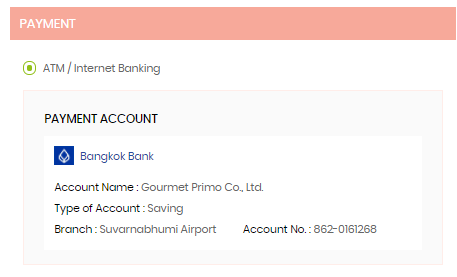 PAYMENT
ATM / Internet Banking
PAYMENT ACCOUNT
Bangkok Bank
Account Name : Gourmet Primo Co., Ltd.
Type of Account : Saving
Branch : Suvarnabhumi Airport Account No. : 862-0161268